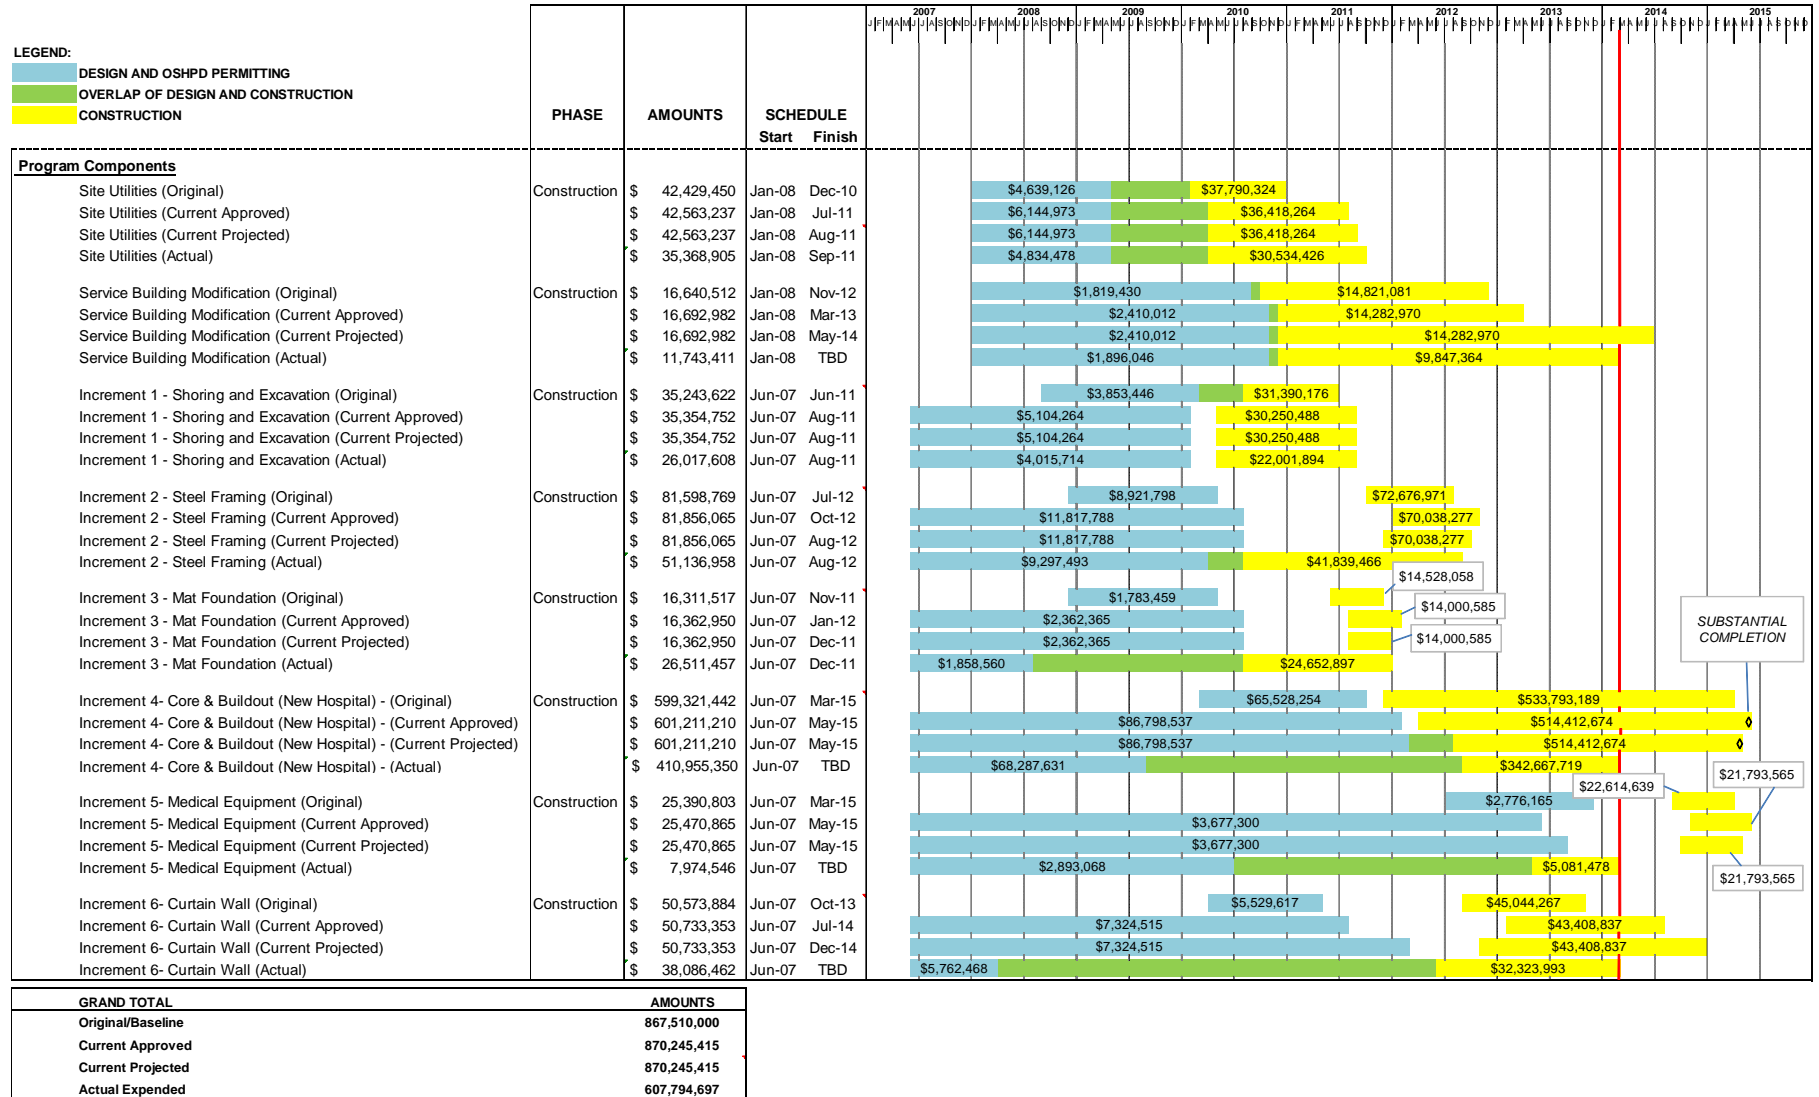 2007 2008 2009 2010 2011 2012 2013 2014 2015
J F M A M J J A S O N D J F M A M J J A S O N D J F M A M J J A S O N D J F M A M J J A S O N D J F M A M J J A S O N D J F M A M J J A S O N D J F M A M J J A S O N D J F M A M J J A S O N D J F M A M J J A S O N D
LEGEND:
DESIGN AND OSHPD PERMITTING
OVERLAP OF DESIGN AND CONSTRUCTION
CONSTRUCTION PHASE AMOUNTS SCHEDULE
Start Finish
Program Components
Site Utilities (Original) Construction $ 42,429,450 Jan-08 Dec-10 $4,639,126 $37,790,324
Site Utilities (Current Approved) $ 42,563,237 Jan-08 Jul-11 $6,144,973 $36,418,264
Site Utilities (Current Projected) $ 42,563,237 Jan-08 Aug-11 $6,144,973 $36,418,264
Site Utilities (Actual) $ 35,368,905 Jan-08 Sep-11 $4,834,478 $30,534,426
Service Building Modification (Original) Construction $ 16,640,512 Jan-08 Nov-12 $1,819,430 $14,821,081
Service Building Modification (Current Approved) $ 16,692,982 Jan-08 Mar-13 $2,410,012 $14,282,970
Service Building Modification (Current Projected) $ 16,692,982 Jan-08 May-14 $2,410,012 $14,282,970
Service Building Modification (Actual) $ 11,743,411 Jan-08 TBD $1,896,046 $9,847,364
Increment 1 - Shoring and Excavation (Original) Construction $ 35,243,622 Jun-07 Jun-11 $3,853,446 $31,390,176
Increment 1 - Shoring and Excavation (Current Approved) $ 35,354,752 Jun-07 Aug-11 $5,104,264 $30,250,488
Increment 1 - Shoring and Excavation (Current Projected) $ 35,354,752 Jun-07 Aug-11 $5,104,264 $30,250,488
Increment 1 - Shoring and Excavation (Actual) $ 26,017,608 Jun-07 Aug-11 $4,015,714 $22,001,894
Increment 2 - Steel Framing (Original) Construction $ 81,598,769 Jun-07 Jul-12 $8,921,798 $72,676,971
Increment 2 - Steel Framing (Current Approved) $ 81,856,065 Jun-07 Oct-12 $11,817,788 $70,038,277
Increment 2 - Steel Framing (Current Projected) $ 81,856,065 Jun-07 Aug-12 $11,817,788 $70,038,277
Increment 2 - Steel Framing (Actual) $ 51,136,958 Jun-07 Aug-12 $9,297,493 $41,839,466
$14,528,058
Increment 3 - Mat Foundation (Original) Construction $ 16,311,517 Jun-07 Nov-11 $1,783,459
$14,000,585
Increment 3 - Mat Foundation (Current Approved) $ 16,362,950 Jun-07 Jan-12 $2,362,365
Increment 3 - Mat Foundation (Current Projected) $ 16,362,950 Jun-07 Dec-11 $2,362,365 $14,000,585
SUBSTANTIAL
COMPLETION
Increment 3 - Mat Foundation (Actual) $ 26,511,457 Jun-07 Dec-11 $1,858,560 $24,652,897
Increment 4- Core & Buildout (New Hospital) - (Original) Construction $ 599,321,442 Jun-07 Mar-15 $65,528,254 $533,793,189
Increment 4- Core & Buildout (New Hospital) - (Current Approved) $ 601,211,210 Jun-07 May-15 $86,798,537 $514,412,674
Increment 4- Core & Buildout (New Hospital) - (Current Projected) $ 601,211,210 Jun-07 May-15 $86,798,537 $514,412,674
Increment 4- Core & Buildout (New Hospital) - (Actual) $ 410,955,350 Jun-07 TBD $68,287,631 $342,667,719
$21,793,565
$22,614,639
Increment 5- Medical Equipment (Original) Construction $ 25,390,803 Jun-07 Mar-15 $2,776,165
Increment 5- Medical Equipment (Current Approved) $ 25,470,865 Jun-07 May-15 $3,677,300
Increment 5- Medical Equipment (Current Projected) $ 25,470,865 Jun-07 May-15 $3,677,300
Increment 5- Medical Equipment (Actual) $ 7,974,546 Jun-07 TBD $2,893,068 $5,081,478
$21,793,565
Increment 6- Curtain Wall (Original) Construction $ 50,573,884 Jun-07 Oct-13 $5,529,617 $45,044,267
Increment 6- Curtain Wall (Current Approved) $ 50,733,353 Jun-07 Jul-14 $7,324,515 $43,408,837
Increment 6- Curtain Wall (Current Projected) $ 50,733,353 Jun-07 Dec-14 $7,324,515 $43,408,837
Increment 6- Curtain Wall (Actual) $ 38,086,462 Jun-07 TBD $5,762,468 $32,323,993
GRAND TOTAL AMOUNTS
Original/Baseline 867,510,000
Current Approved 870,245,415
Current Projected 870,245,415
Actual Expended 607,794,697